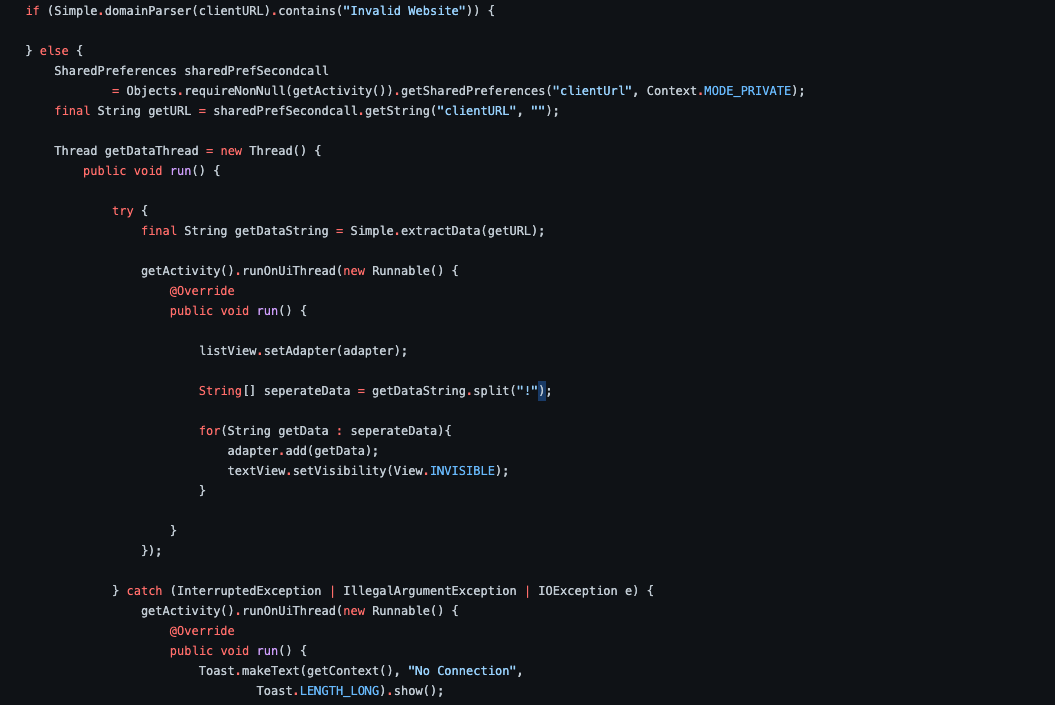 if (Simple.domainParser(clientURL).contains("Invalid Website")) {
} else {
SharedPreferences sharedPrefSecondcall
= Objects.requireNonNull(getActivity()).getSharedPreferences("clientUrl", Context.MODE_PRIVATE);
final String getURL = sharedPrefSecondcall.getString("clientURL", "");
Thread getDataThread = new Thread() {
public void run() {
try {
final String getDataString = Simple.extractData(getURL);
getActivity().runOnUiThread(new Runnable() {
@Override
public void run() {
listView.setAdapter(adapter);
String[] seperateData = getDataString.split("!");
for(String getData : seperateData){
adapter.add(getData);
textView.setVisibility(View.INVISIBLE);
}
}
});
} catch (InterruptedException | IllegalArgumentException | IOException e) {
getActivity().runOnUiThread(new Runnable() {
@Override
public void run() {
Toast.makeText(getContext(), "No Connection",
Toast.LENGTH_LONG).show();